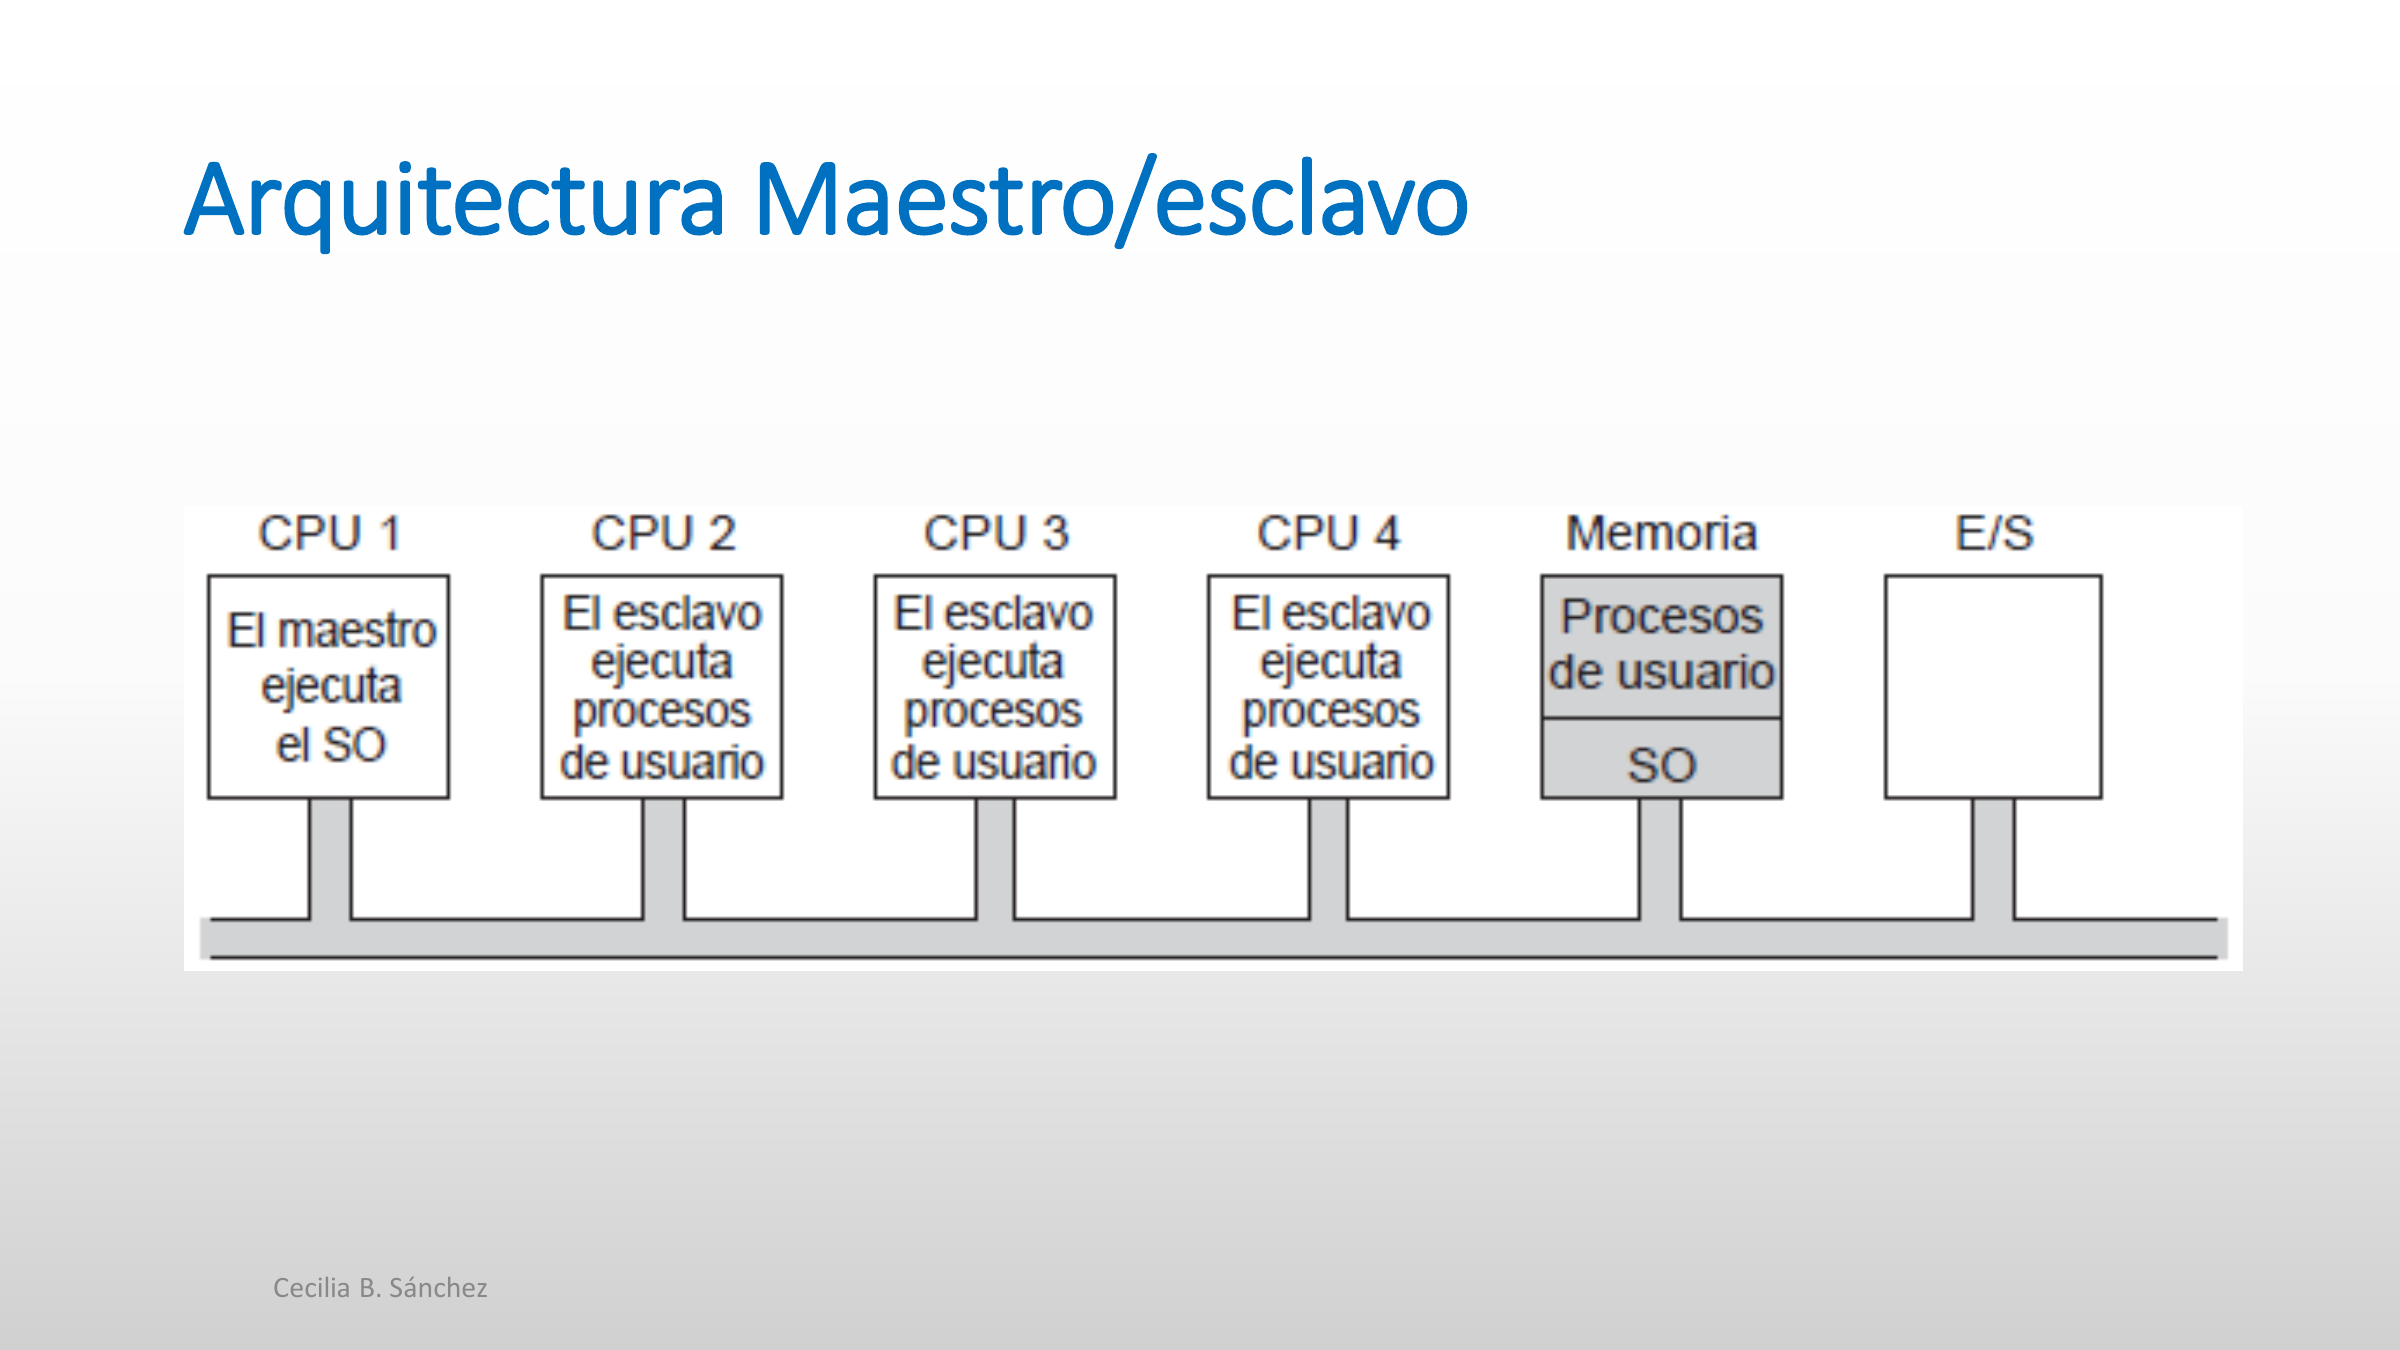 Arquitectura Maestro/esclavo
CPU 1
CPU 2
CPU 3
CPU 4
Memoria
E/S
El maestro
ejecuta
el SO
El esclavo
ejecuta
procesos
de usuario
El esclavo
ejecuta
procesos
de usuario
El esclavo
ejecuta
procesos
de usuario
Procesos
de usuario
SO
Cecilia B. Sánchez